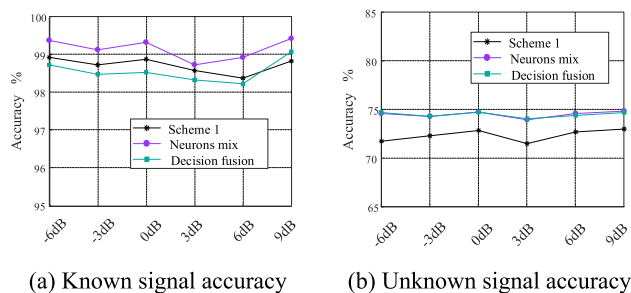 100
99
98
97
96
95
Accuracy %
Scheme 1
Neurons mix
Decision fusion
-6dB
-3dB
0dB
3dB
6dB
9dB
(a) Known signal accuracy
85
80
75
70
65
Accuracy %
Scheme 1
Neurons mix
Decision fusion
-6dB
-3dB
0dB
3dB
6dB
9dB
(b) Unknown signal accuracy